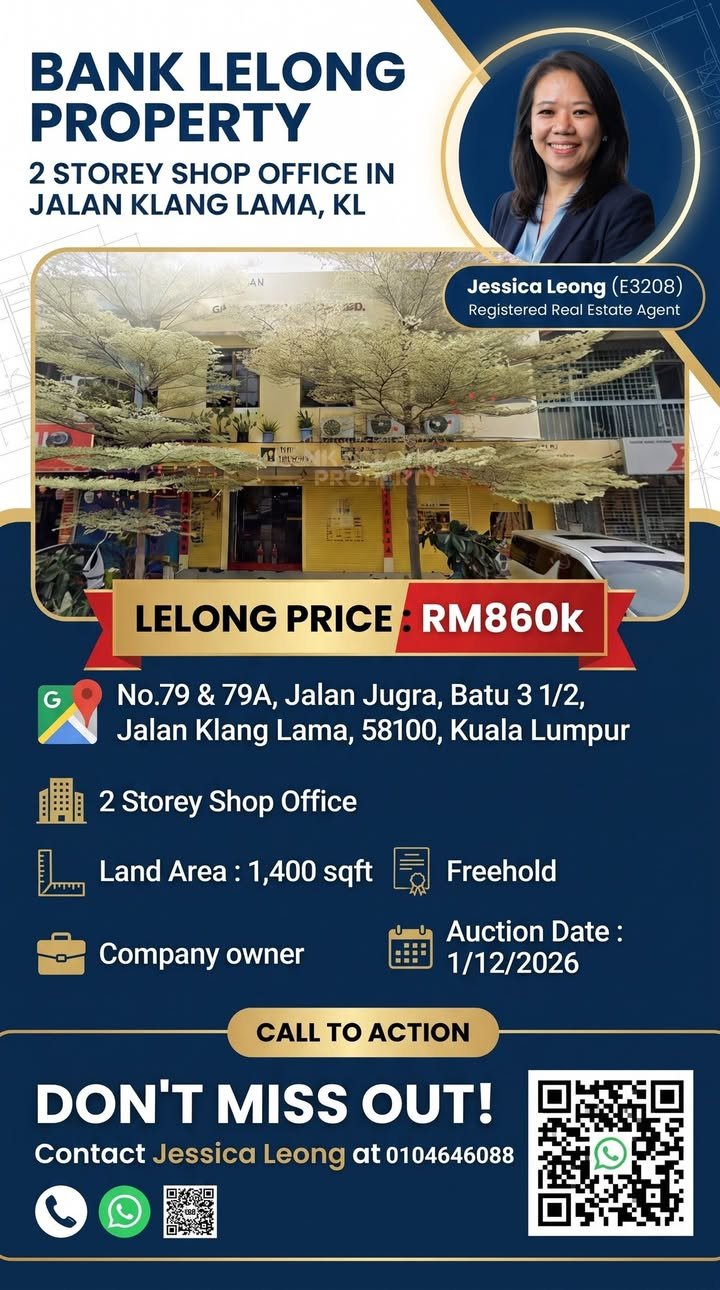 BANK LELONG
PROPERTY
2 STOREY SHOP OFFICE IN
JALAN KLANG LAMA, KL
Jessica Leong (E3208)
Registered Real Estate Agent
PROPERTY
LELONG PRICE : RM860k
G
No.79 & 79A, Jalan Jugra, Batu 3 1/2,
Jalan Klang Lama, 58100, Kuala Lumpur
2 Storey Shop Office
Land Area : 1,400 sqft
Freehold
Company owner
Auction Date :
1/12/2026
CALL TO ACTION
DON'T MISS OUT!
Contact Jessica Leong at 0104646088